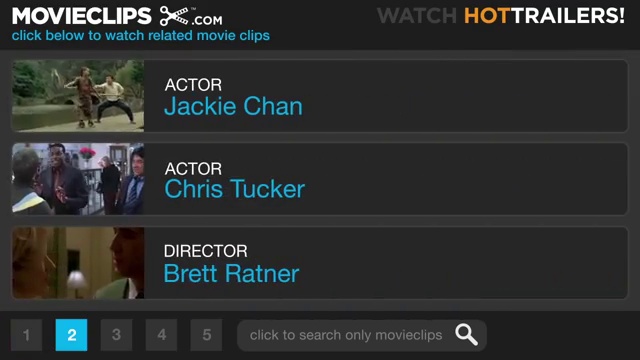 MOVIECLIPS .COM™
WATCH HOTTRAILERS!
click below to watch related movie clips
ACTOR
Jackie Chan
ACTOR
Chris Tucker
DIRECTOR
Brett Ratner
1 2 3 4 5
click to search only movieclips